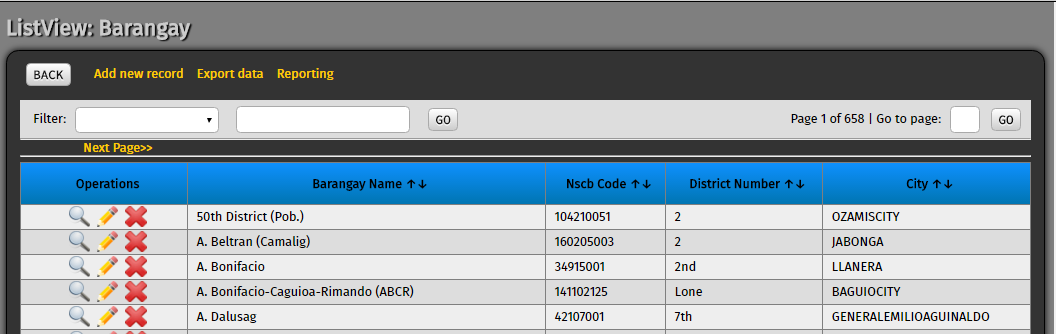 ListView: Barangay
BACK Add new record Export data Reporting
Filter: GO Page 1 of 658 | Go to page: GO
Next Page>>
Operations Barangay Name ↑↓ Nscb Code ↑↓ District Number ↑↓ City ↑↓
50th District (Pob.) 104210051 2 OZAMISCITY
A. Beltran (Camalig) 160205003 2 JABONGA
A. Bonifacio 34915001 2nd LLANERA
A. Bonifacio-Caguioa-Rimando (ABCR) 141102125 Lone BAGUIOCITY
A. Dalusag 42107001 7th GENERALEMILIOAGUINALDO